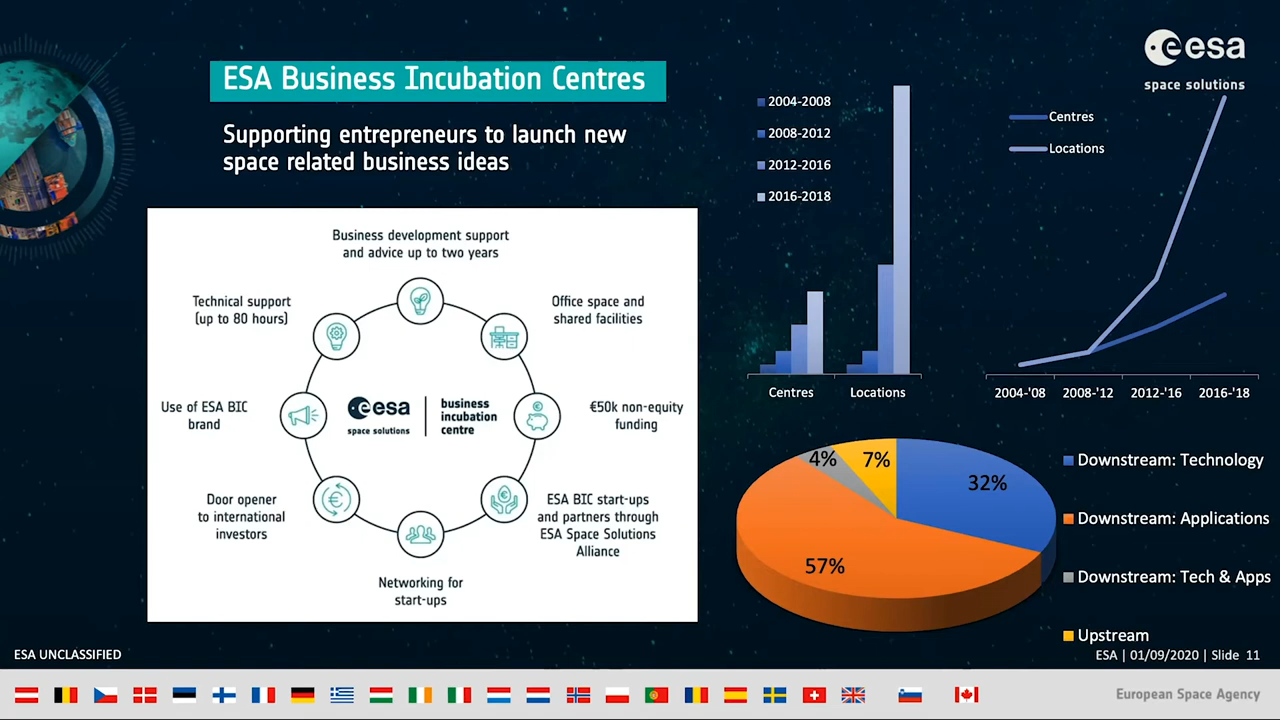 ESA Business Incubation Centres
Supporting entrepreneurs to launch new
space related business ideas
Business development support
and advice up to two years
Technical support
(up to 80 hours)
Office space and
shared facilities
Use of ESA BIC
brand
esa
space solutions
business
incubation
centre
€50k non-equity
funding
Door opener
to international
investors
ESA BIC start-ups
and partners through
ESA Space Solutions
Alliance
Networking for
start-ups
2004-2008
2008-2012
2012-2016
2016-2018
Centres
Locations
esa
space solutions
Centres
Locations
2004-'08
2008-'12
2012-'16
2016-'18
4%
7%
32%
57%
Downstream: Technology
Downstream: Applications
Downstream: Tech & Apps
Upstream
ESA UNCLASSIFIED
ESA | 01/09/2020 | Slide 11
European Space Agency